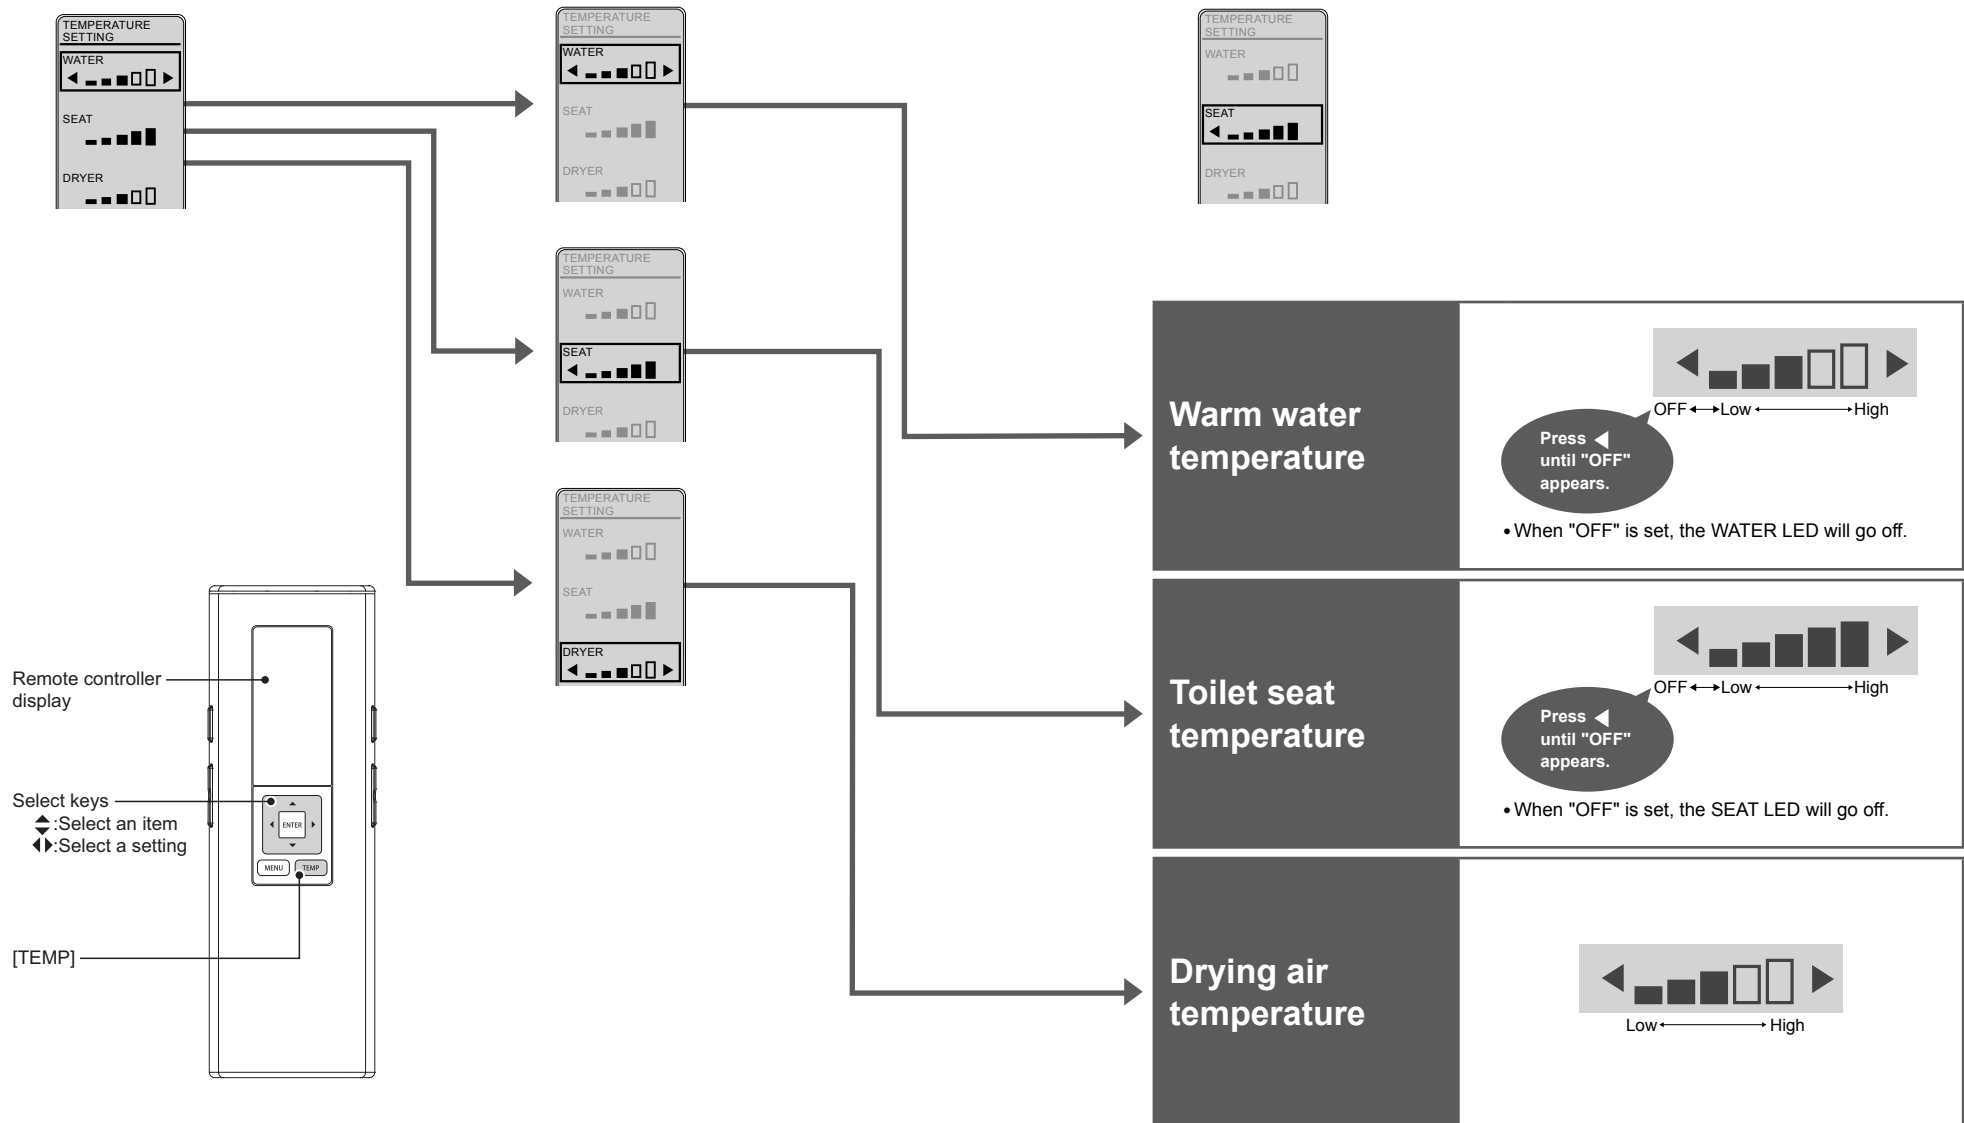 TEMPERATURE
SETTING
WATER
SEAT
DRYER
TEMPERATURE
SETTING
WATER
SEAT
DRYER
TEMPERATURE
SETTING
WATER
SEAT
DRYER
TEMPERATURE
SETTING
WATER
SEAT
DRYER
TEMPERATURE
SETTING
WATER
SEAT
DRYER
Remote controller
display
Select keys
:Select an item
:Select a setting
ENTER
MENU TEMP
[TEMP]
Warm water
temperature
OFF Low High
Press
until "OFF"
appears.
• When "OFF" is set, the WATER LED will go off.
Toilet seat
temperature
OFF Low High
Press
until "OFF"
appears.
• When "OFF" is set, the SEAT LED will go off.
Drying air
temperature
Low High